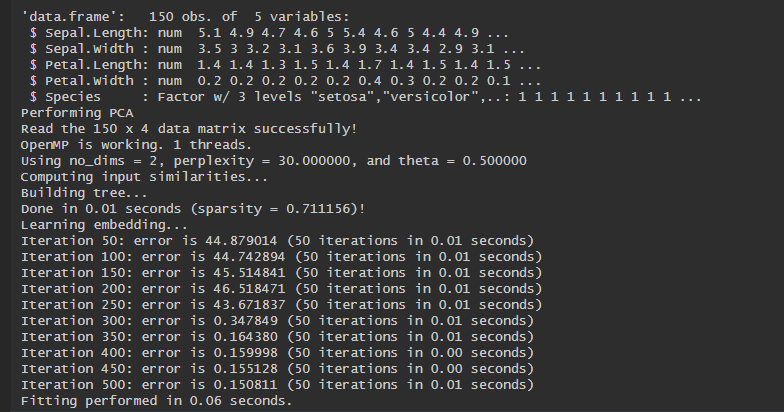 'data.frame':   150 obs. of  5 variables:
 $ Sepal.Length: num  5.1 4.9 4.7 4.6 5 5.4 4.6 5 4.4 4.9 ...
 $ Sepal.Width : num  3.5 3 3.2 3.1 3.6 3.9 3.4 3.4 2.9 3.1 ...
 $ Petal.Length: num  1.4 1.4 1.3 1.5 1.4 1.7 1.4 1.5 1.4 1.5 ...
 $ Petal.Width : num  0.2 0.2 0.2 0.2 0.2 0.4 0.3 0.2 0.2 0.1 ...
 $ Species     : Factor w/ 3 levels "setosa","versicolor",..: 1 1 1 1 1 1 1 1 1 1 ...
Performing PCA
Read the 150 x 4 data matrix successfully!
OpenMP is working. 1 threads.
Using no_dims = 2, perplexity = 30.000000, and theta = 0.500000
Computing input similarities...
Building tree...
Done in 0.01 seconds (sparsity = 0.711156)!
Learning embedding...
Iteration 50: error is 44.879014 (50 iterations in 0.01 seconds)
Iteration 100: error is 44.742894 (50 iterations in 0.01 seconds)
Iteration 150: error is 45.514841 (50 iterations in 0.01 seconds)
Iteration 200: error is 46.518471 (50 iterations in 0.01 seconds)
Iteration 250: error is 43.671837 (50 iterations in 0.01 seconds)
Iteration 300: error is 0.347849 (50 iterations in 0.01 seconds)
Iteration 350: error is 0.164380 (50 iterations in 0.01 seconds)
Iteration 400: error is 0.159998 (50 iterations in 0.00 seconds)
Iteration 450: error is 0.155128 (50 iterations in 0.00 seconds)
Iteration 500: error is 0.150811 (50 iterations in 0.01 seconds)
Fitting performed in 0.06 seconds.